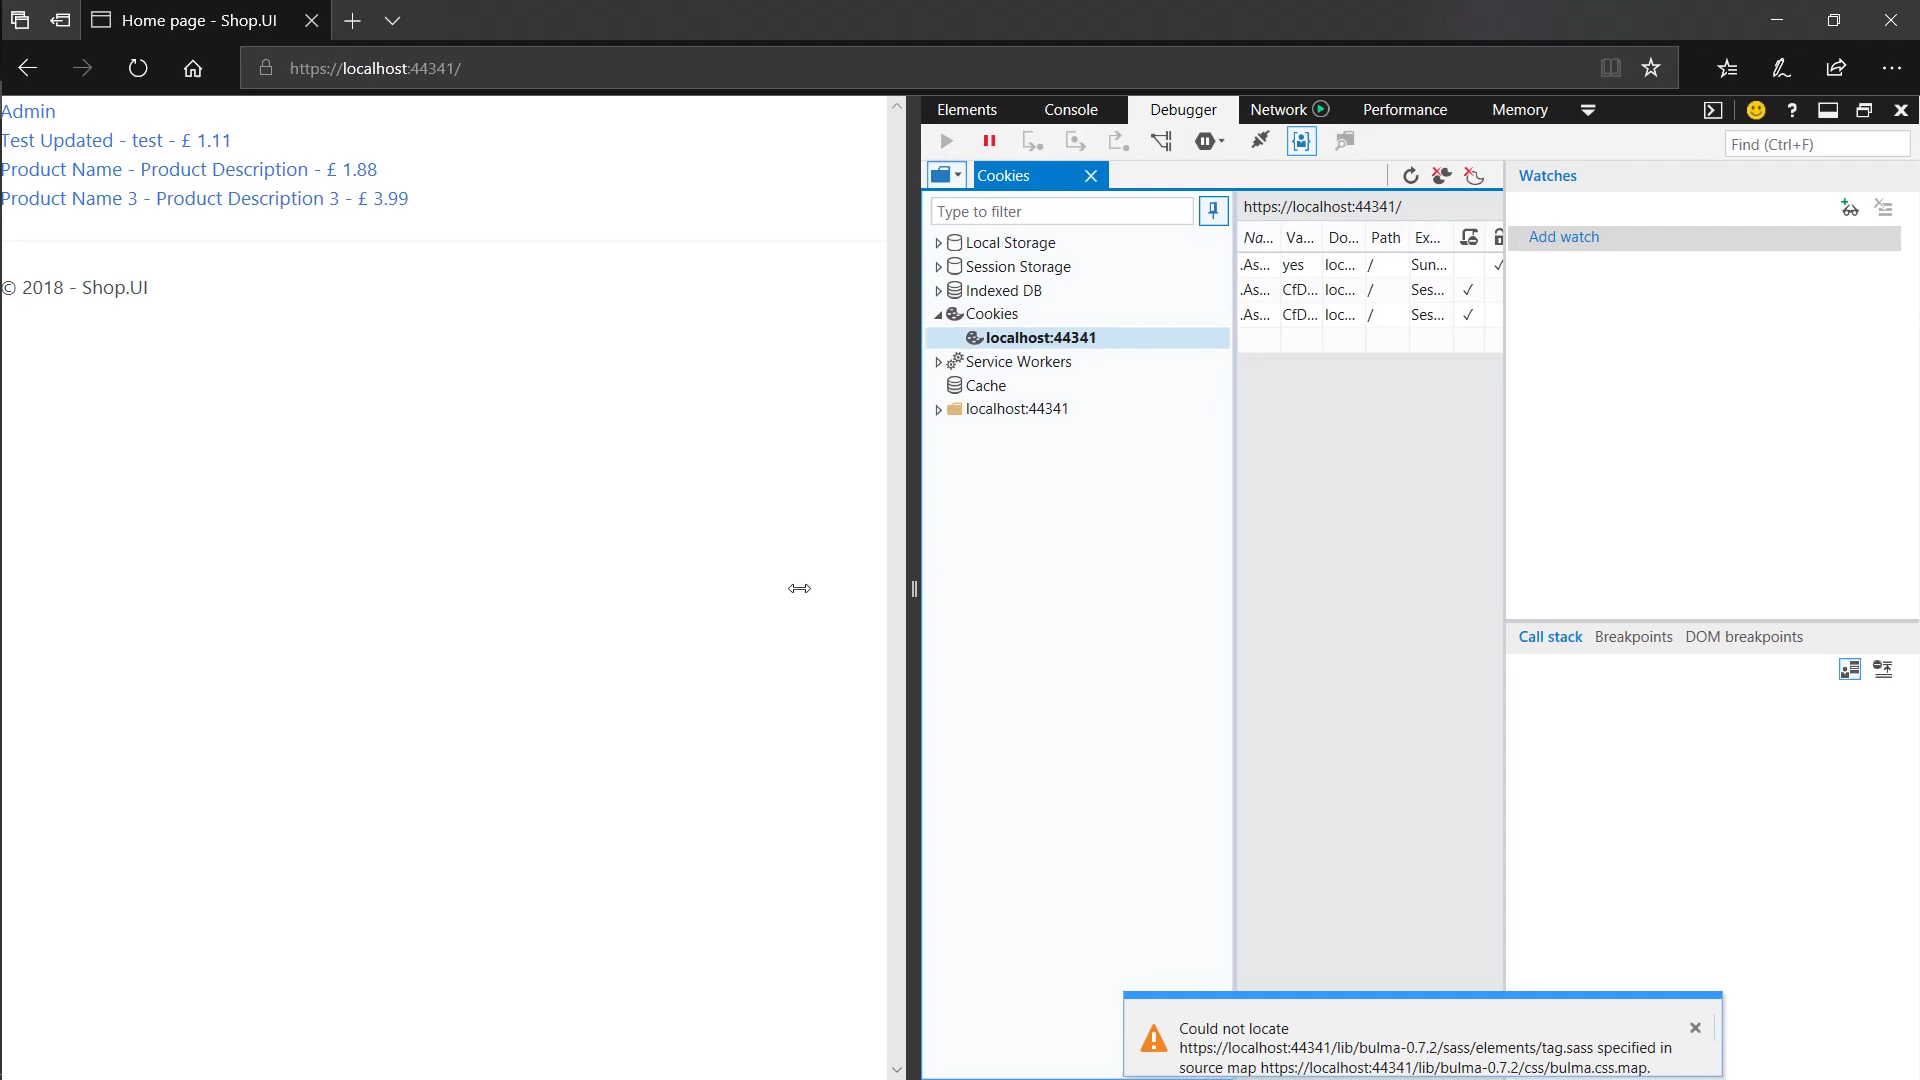 Home page - Shop.UI
https://localhost:44341/
Admin
Test Updated - test - £ 1.11
Product Name - Product Description - £ 1.88
Product Name 3 - Product Description 3 - £ 3.99
© 2018 - Shop.UI
Elements Console Debugger Network Performance Memory
Find (Ctrl+F)
Cookies
Type to filter
Local Storage
Session Storage
Indexed DB
Cookies
localhost:44341
Service Workers
Cache
localhost:44341
https://localhost:44341/
Na... Va... Do... Path Ex...
.As... yes loc... / Sun...
.As... CfD... loc... / Ses...
.As... CfD... loc... / Ses...
Watches
Add watch
Call stack Breakpoints DOM breakpoints
Could not locate
https://localhost:44341/lib/bulma-0.7.2/sass/elements/tag.sass specified in
source map https://localhost:44341/lib/bulma-0.7.2/css/bulma.css.map.